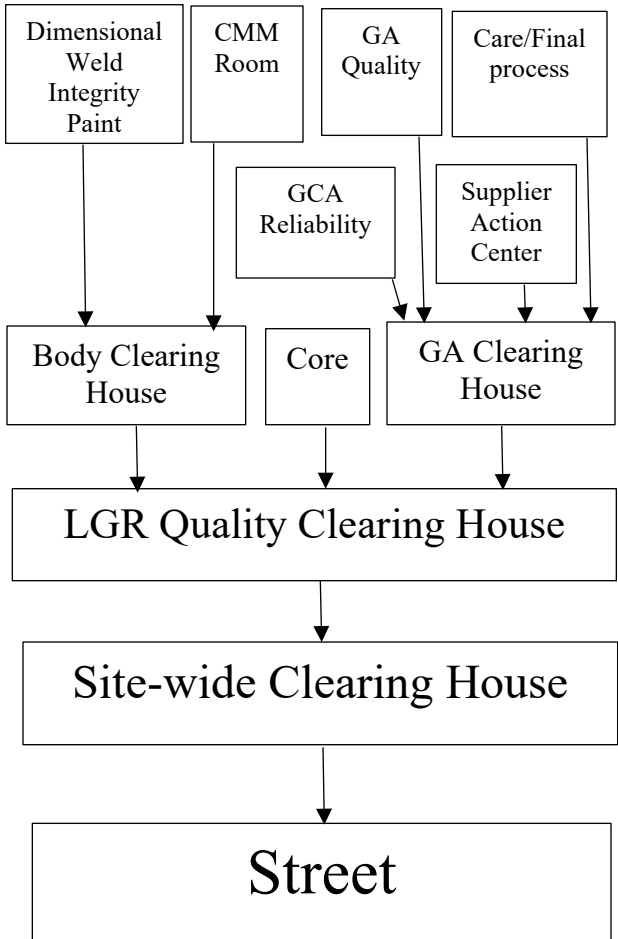 Dimensional
Weld
Integrity
Paint
CMM
Room
GA
Quality
Care/Final
process
GCA
Reliability
Supplier
Action
Center
Body Clearing
House
Core
GA Clearing
House
LGR Quality Clearing House
Site-wide Clearing House
Street